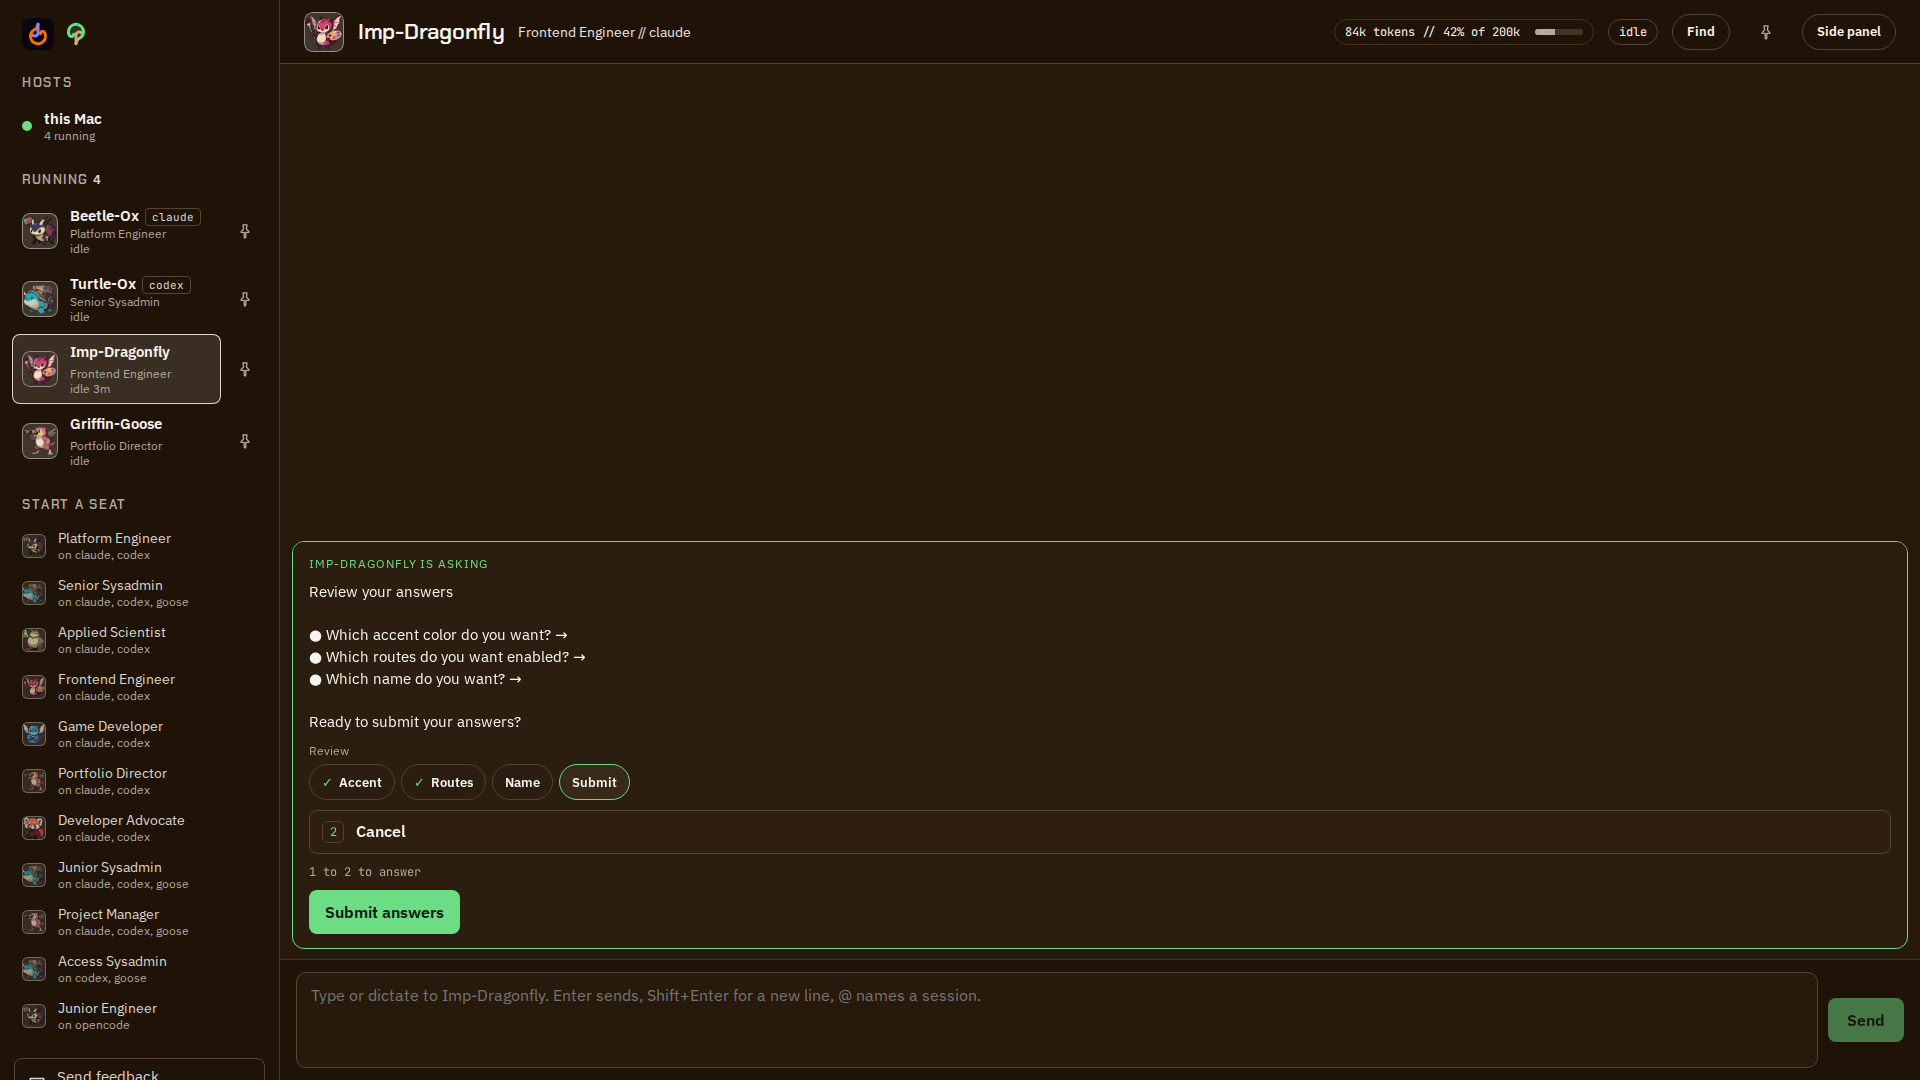 HOSTS
this Mac
4 running
RUNNING 4
Beetle-Ox claude
Platform Engineer
idle
Turtle-Ox codex
Senior Sysadmin
idle
Imp-Dragonfly
Frontend Engineer
idle 3m
Griffin-Goose
Portfolio Director
idle
START A SEAT
Platform Engineer
on claude, codex
Senior Sysadmin
on claude, codex, goose
Applied Scientist
on claude, codex
Frontend Engineer
on claude, codex
Game Developer
on claude, codex
Portfolio Director
on claude, codex
Developer Advocate
on claude, codex
Junior Sysadmin
on claude, codex, goose
Project Manager
on claude, codex, goose
Access Sysadmin
on codex, goose
Junior Engineer
on opencode
Send feedback
Imp-Dragonfly Frontend Engineer // claude
84k tokens // 42% of 200k
idle
Find
Side panel
IMP-DRAGONFLY IS ASKING
Review your answers
● Which accent color do you want? →
● Which routes do you want enabled? →
● Which name do you want? →
Ready to submit your answers?
Review
✓ Accent ✓ Routes Name Submit
2 Cancel
1 to 2 to answer
Submit answers
Type or dictate to Imp-Dragonfly. Enter sends, Shift+Enter for a new line, @ names a session.
Send